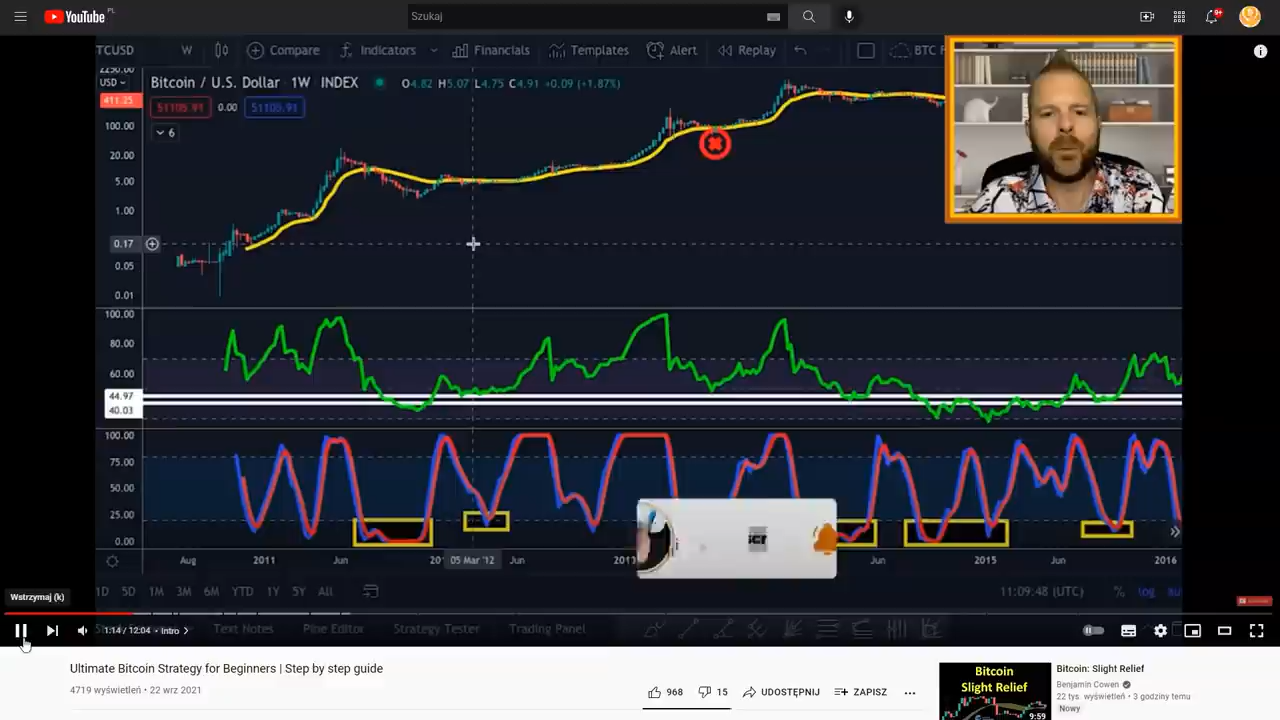 YouTube PL
Szukaj
9+
TCUSD W Compare Indicators Financials Templates Alert Replay BTC
2250.00
USD
Bitcoin / U.S. Dollar 1W INDEX O4.82 H5.07 L4.75 C4.91 +0.09 (+1.87%)
411.25
51105.91 0.00 51105.91
100.00
6
20.00
5.00
1.00
0.17
0.05
0.01
100.00
80.00
60.00
44.97
40.03
100.00
75.00
50.00
25.00
0.00
Aug 2011 Jun 05 Mar '12 Jun 2013 Jun 2015 Jun 2016
1D 5D 1M 3M 6M YTD 1Y 5Y All 11:09:48 (UTC) % log
Wstrzymaj (k)
Text Notes Pine Editor Strategy Tester Trading Panel
1:14 / 12:04 • Intro
Ultimate Bitcoin Strategy for Beginners | Step by step guide
4719 wyświetleń • 22 wrz 2021
968 15 UDOSTĘPNIJ ZAPISZ
Bitcoin
Slight Relief
9:59
Bitcoin: Slight Relief
Benjamin Cowen
22 tys. wyświetleń • 3 godziny temu
Nowy